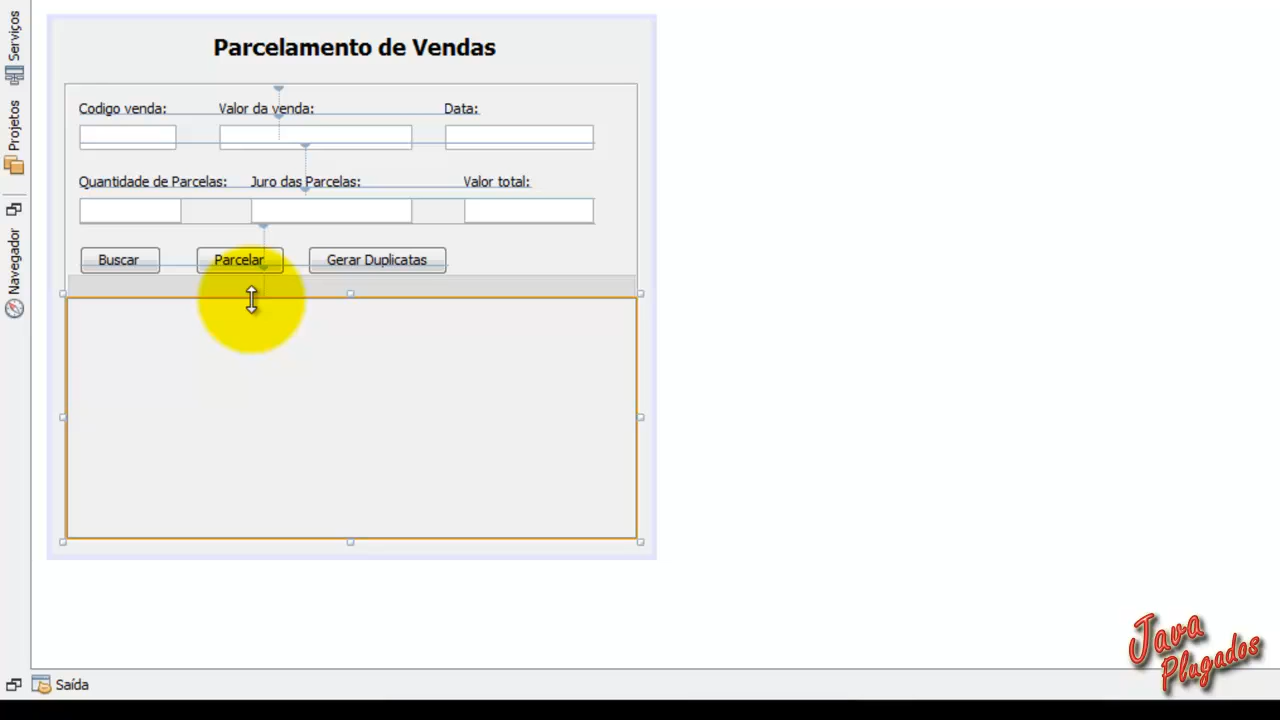 Serviços
Projetos
Navegador
Parcelamento de Vendas
Codigo venda: Valor da venda: Data:
Quantidade de Parcelas: Juro das Parcelas: Valor total:
Buscar Parcelar Gerar Duplicatas
Java
Plugados
Saída